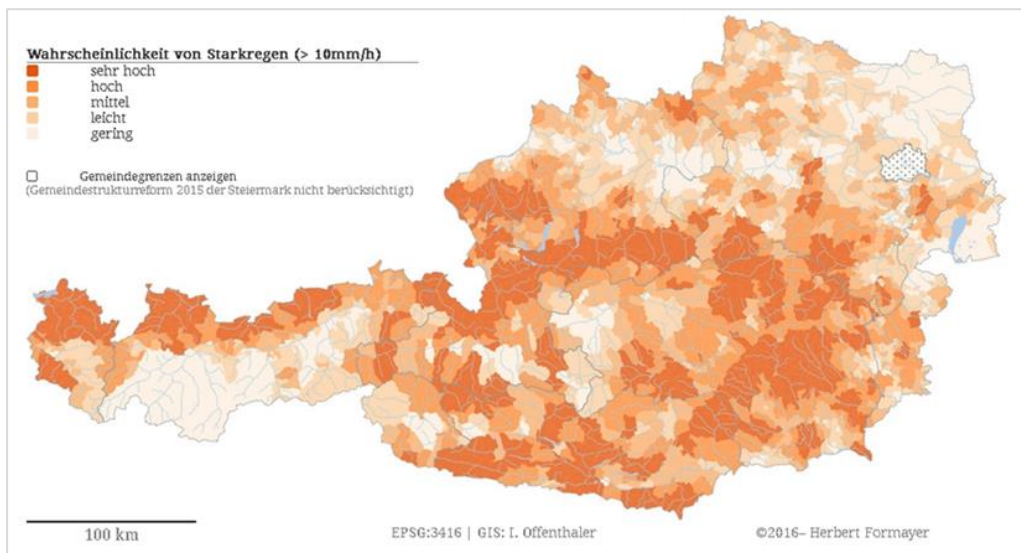 Wahrscheinlichkeit von Starkregen (> 10mm/h)
sehr hoch
hoch
mittel
leicht
gering
Gemeindegrenzen anzeigen
(Gemeindestrukturreform 2015 der Steiermark nicht berücksichtigt)
100 km
EPSG:3416 | GIS: I. Offenthaler
©2016– Herbert Formayer